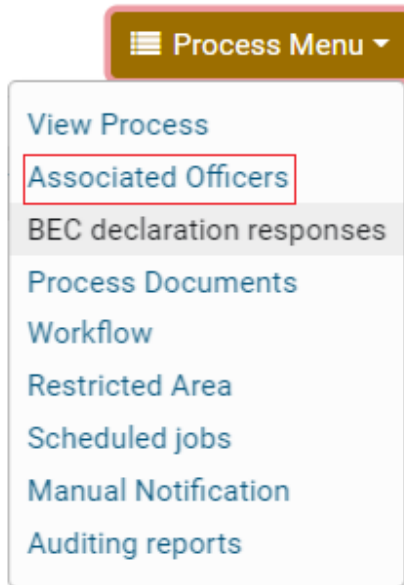 Process Menu
View Process
Associated Officers
BEC declaration responses
Process Documents
Workflow
Restricted Area
Scheduled jobs
Manual Notification
Auditing reports